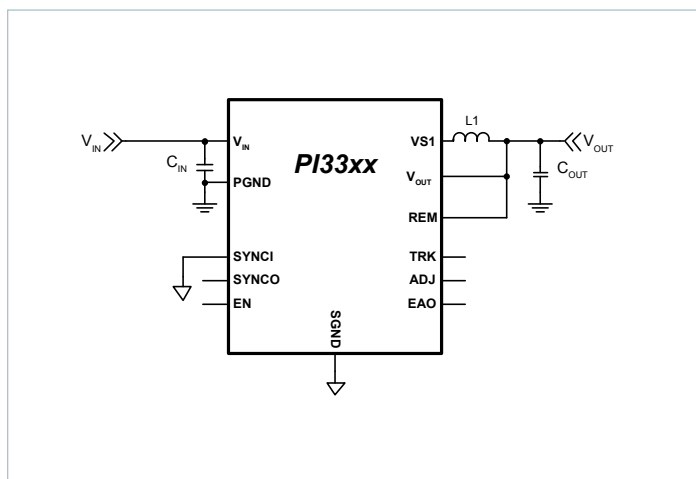 L1
V_IN
V_IN
VS1
V_OUT
C_IN
PI33xx
C_OUT
PGND
V_OUT
REM
SYNCI
TRK
SYNCO
ADJ
EN
EAO
SGND